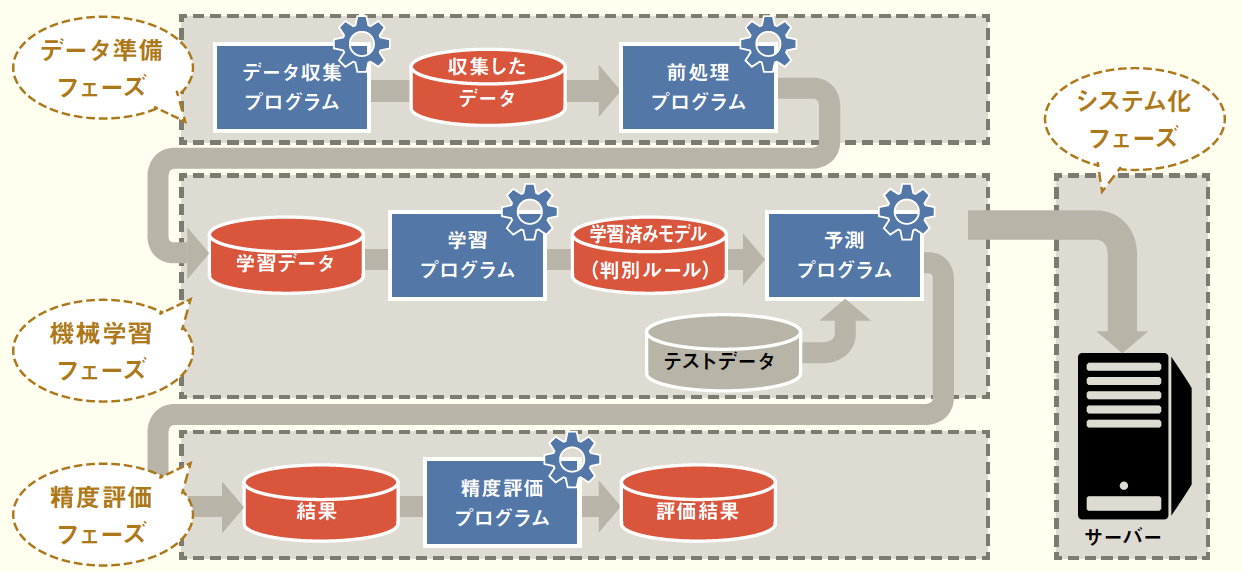 データ準備
フェーズ
データ収集
プログラム
収集した
データ
前処理
プログラム
システム化
フェーズ
学習データ
学習
プログラム
学習済みモデル
(判別ルール)
予測
プログラム
テストデータ
機械学習
フェーズ
精度評価
フェーズ
結果
精度評価
プログラム
評価結果
サーバー